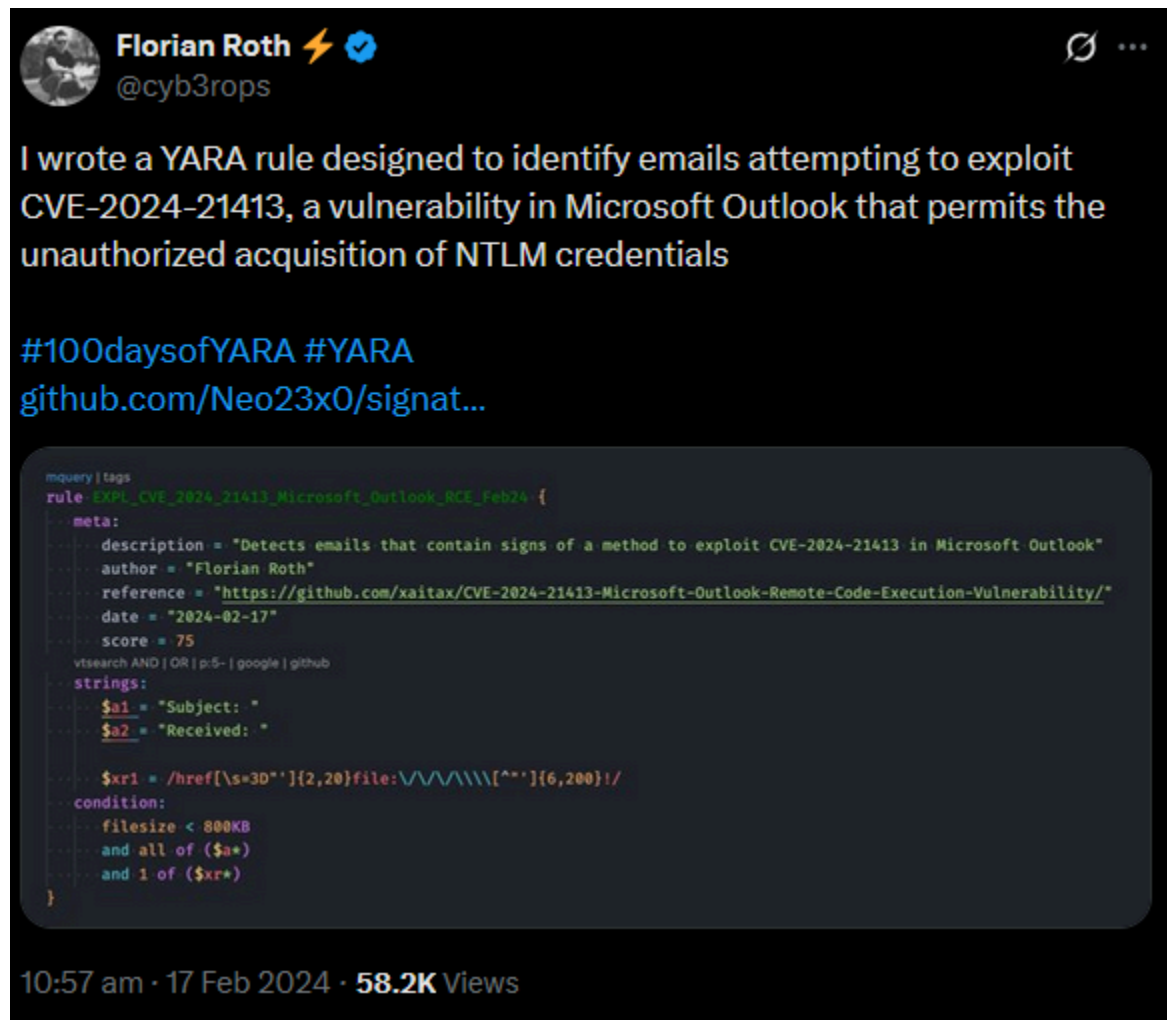 Florian Roth ⚡
@cyb3rops
I wrote a YARA rule designed to identify emails attempting to exploit
CVE-2024-21413, a vulnerability in Microsoft Outlook that permits the
unauthorized acquisition of NTLM credentials
#100daysofYARA #YARA
github.com/Neo23x0/signat...
mquery | tags
rule EXPL_CVE_2024_21413_Microsoft_Outlook_RCE_Feb24 {
meta:
description = "Detects emails that contain signs of a method to exploit CVE-2024-21413 in Microsoft Outlook"
author = "Florian Roth"
reference = "https://github.com/xaitax/CVE-2024-21413-Microsoft-Outlook-Remote-Code-Execution-Vulnerability/"
date = "2024-02-17"
score = 75
vtsearch AND | OR | p:5- | google | github
strings:
$a1 = "Subject: "
$a2 = "Received: "
$xr1 = /href[\s=3D"']{2,20}file:\/\/\/\\\\[^"']{6,200}!/
condition:
filesize < 800KB
and all of ($a*)
and 1 of ($xr*)
}
10:57 am · 17 Feb 2024 · 58.2K Views